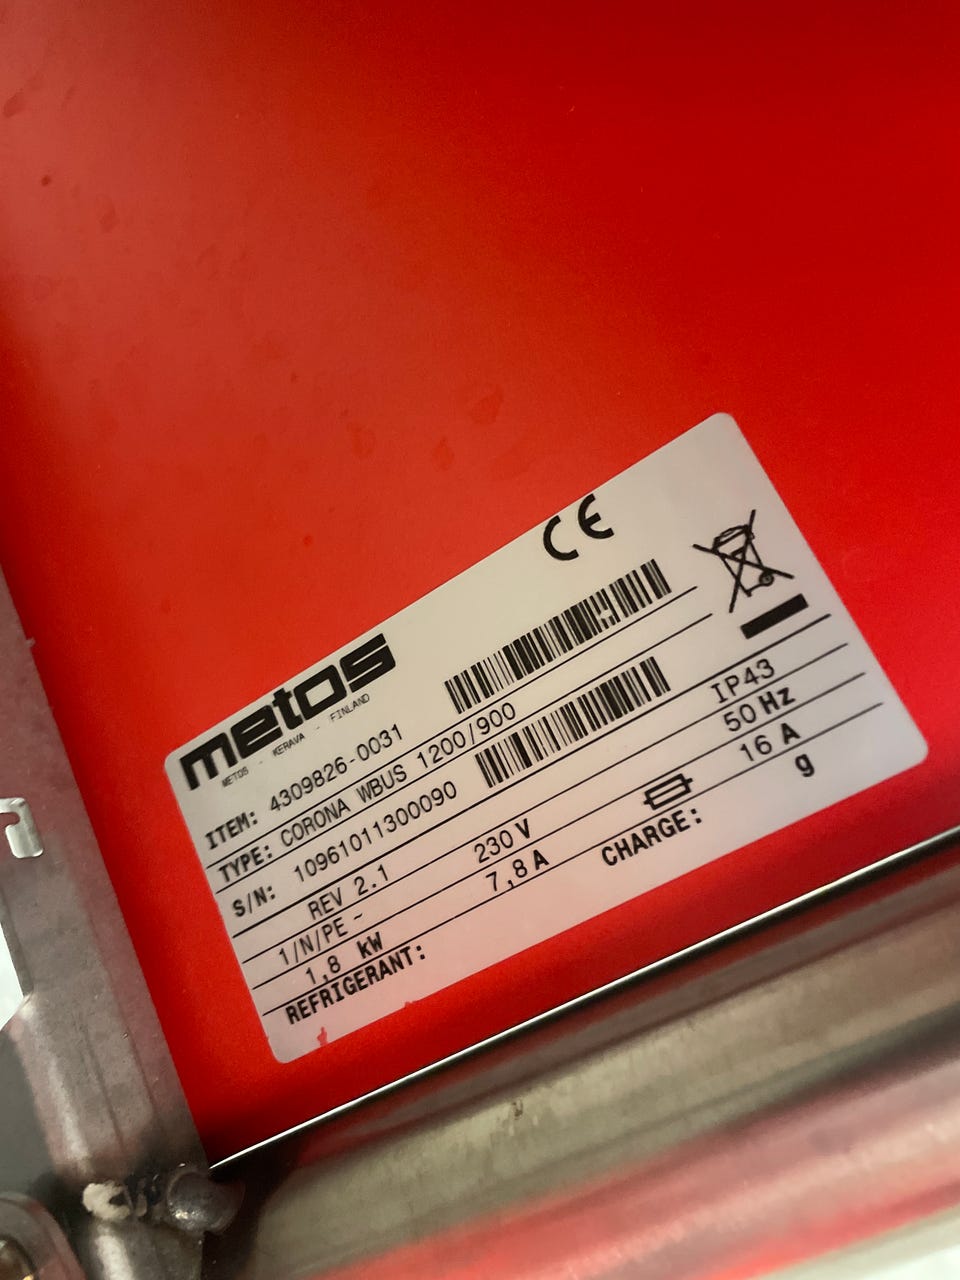 CE
metos
METOS - KERAVA - FINLAND
ITEM: 4309826-0031
TYPE: CORONA WBUS 1200/900
S/N: 10961011300090
REV 2.1 IP43
1/N/PE ~ 230 V 50 Hz
1,8 kW 7,8 A 16 A
REFRIGERANT: CHARGE: g